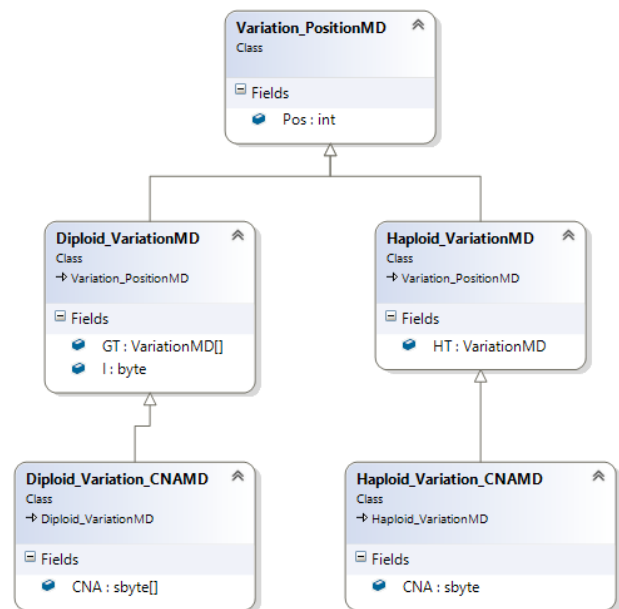 Variation_PositionMD
Class
Fields
Pos : int
Diploid_VariationMD
Class
Variation_PositionMD
Fields
GT : VariationMD[]
I : byte
Haploid_VariationMD
Class
Variation_PositionMD
Fields
HT : VariationMD
Diploid_Variation_CNAMD
Class
Diploid_VariationMD
Fields
CNA : sbyte[]
Haploid_Variation_CNAMD
Class
Haploid_VariationMD
Fields
CNA : sbyte